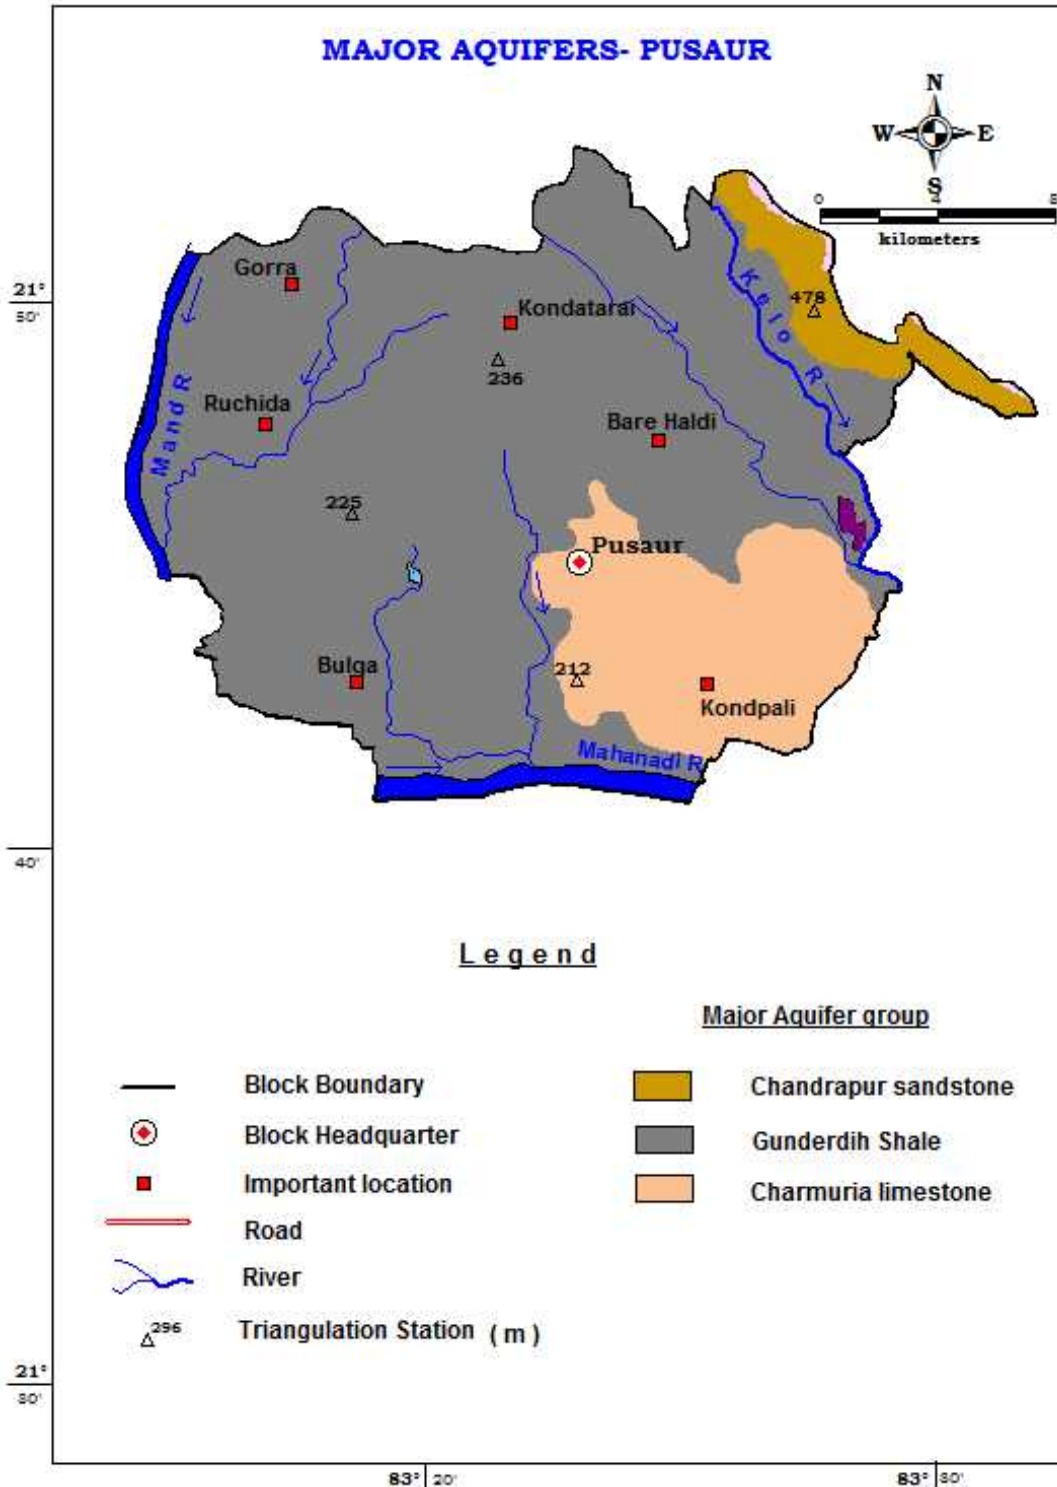 MAJOR AQUIFERS- PUSAUR
N
W E
S
0 4 8
kilometers
Gorra
21°
50'
Kondatarai
478
Kelo R
236
Mand R
Ruchida
Bare Haldi
225
Pusaur
Bulga
212
Kondpali
Mahanadi R
40'
Legend
Major Aquifer group
Block Boundary
Chandrapur sandstone
Block Headquarter
Gunderdih Shale
Important location
Charmuria limestone
Road
River
296
Triangulation Station ( m )
21°
30'
83° 20'
83° 30'